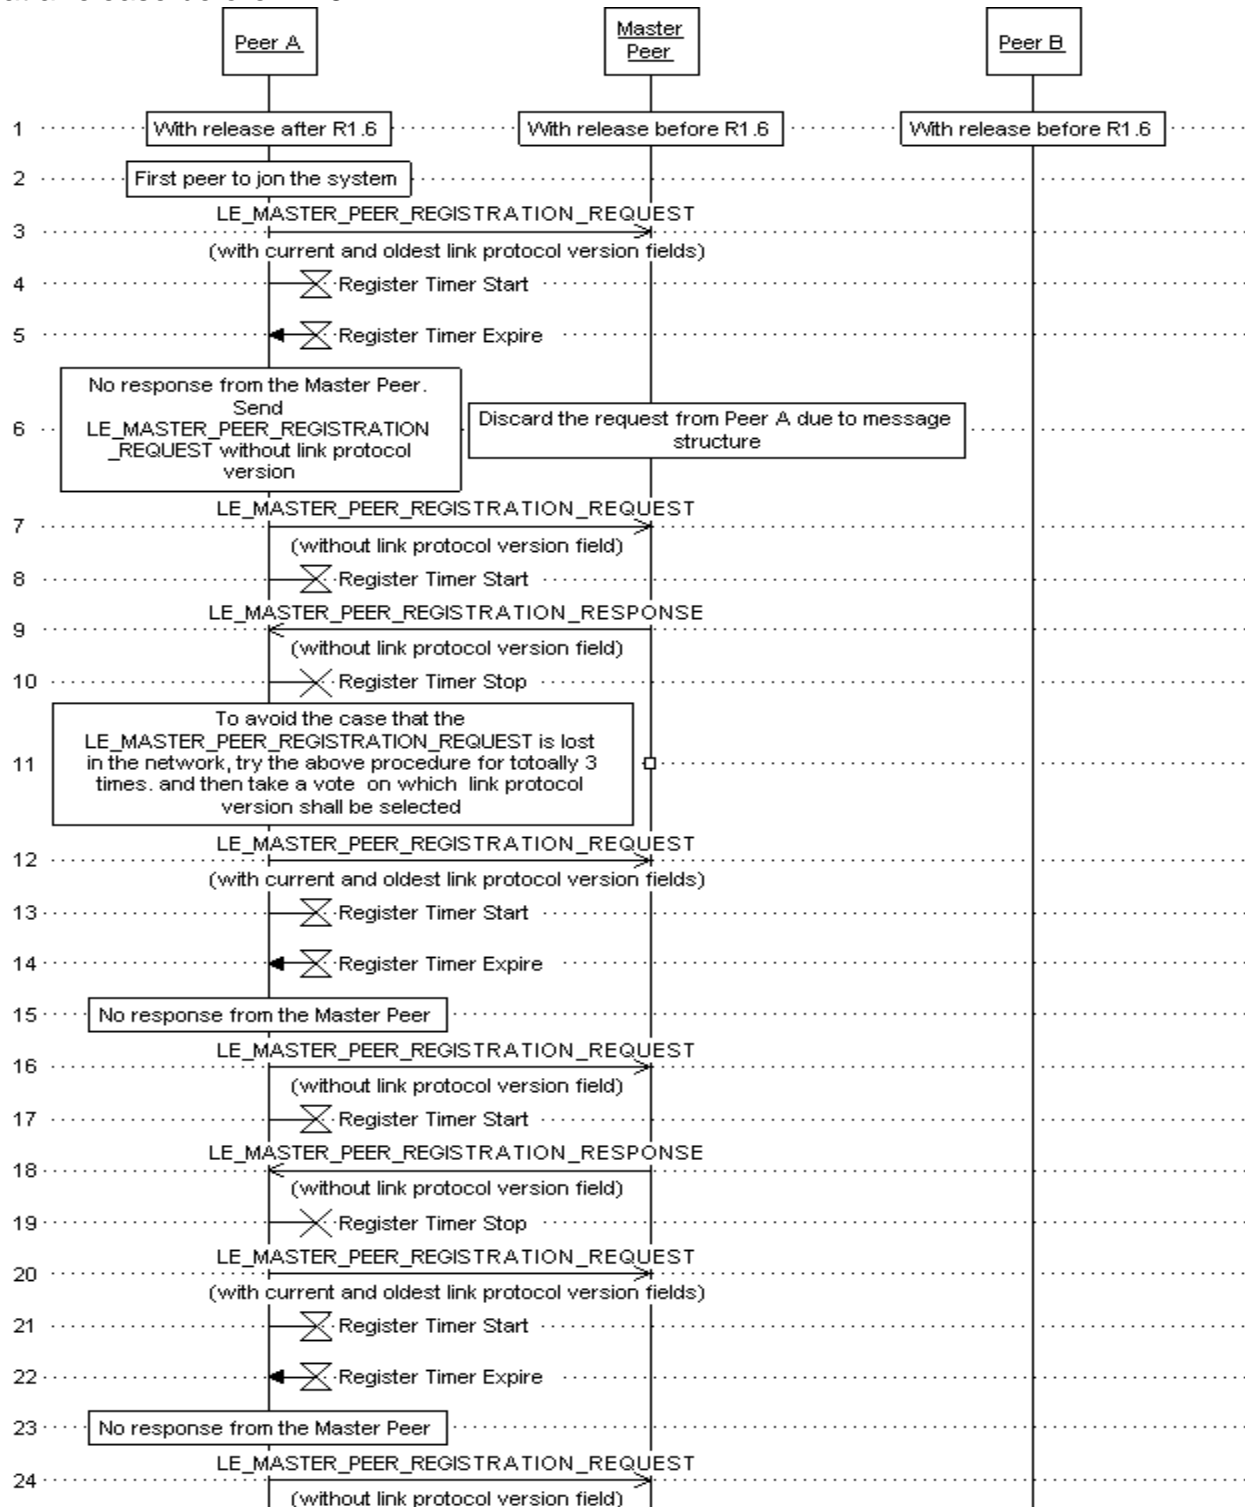 Peer A
Master
Peer
Peer B
1
With release after R1.6
With release before R1.6
With release before R1.6
2
First peer to jon the system
LE_MASTER_PEER_REGISTRATION_REQUEST
3
(with current and oldest link protocol version fields)
4
Register Timer Start
5
Register Timer Expire
No response from the Master Peer.
Send
LE_MASTER_PEER_REGISTRATION
_REQUEST without link protocol
version
6
Discard the request from Peer A due to message
structure
LE_MASTER_PEER_REGISTRATION_REQUEST
7
(without link protocol version field)
8
Register Timer Start
LE_MASTER_PEER_REGISTRATION_RESPONSE
9
(without link protocol version field)
10
Register Timer Stop
To avoid the case that the
LE_MASTER_PEER_REGISTRATION_REQUEST is lost
in the network, try the above procedure for totoally 3
times. and then take a vote on which link protocol
version shall be selected
11
LE_MASTER_PEER_REGISTRATION_REQUEST
12
(with current and oldest link protocol version fields)
13
Register Timer Start
14
Register Timer Expire
15
No response from the Master Peer
LE_MASTER_PEER_REGISTRATION_REQUEST
16
(without link protocol version field)
17
Register Timer Start
LE_MASTER_PEER_REGISTRATION_RESPONSE
18
(without link protocol version field)
19
Register Timer Stop
LE_MASTER_PEER_REGISTRATION_REQUEST
20
(with current and oldest link protocol version fields)
21
Register Timer Start
22
Register Timer Expire
23
No response from the Master Peer
LE_MASTER_PEER_REGISTRATION_REQUEST
24
(without link protocol version field)